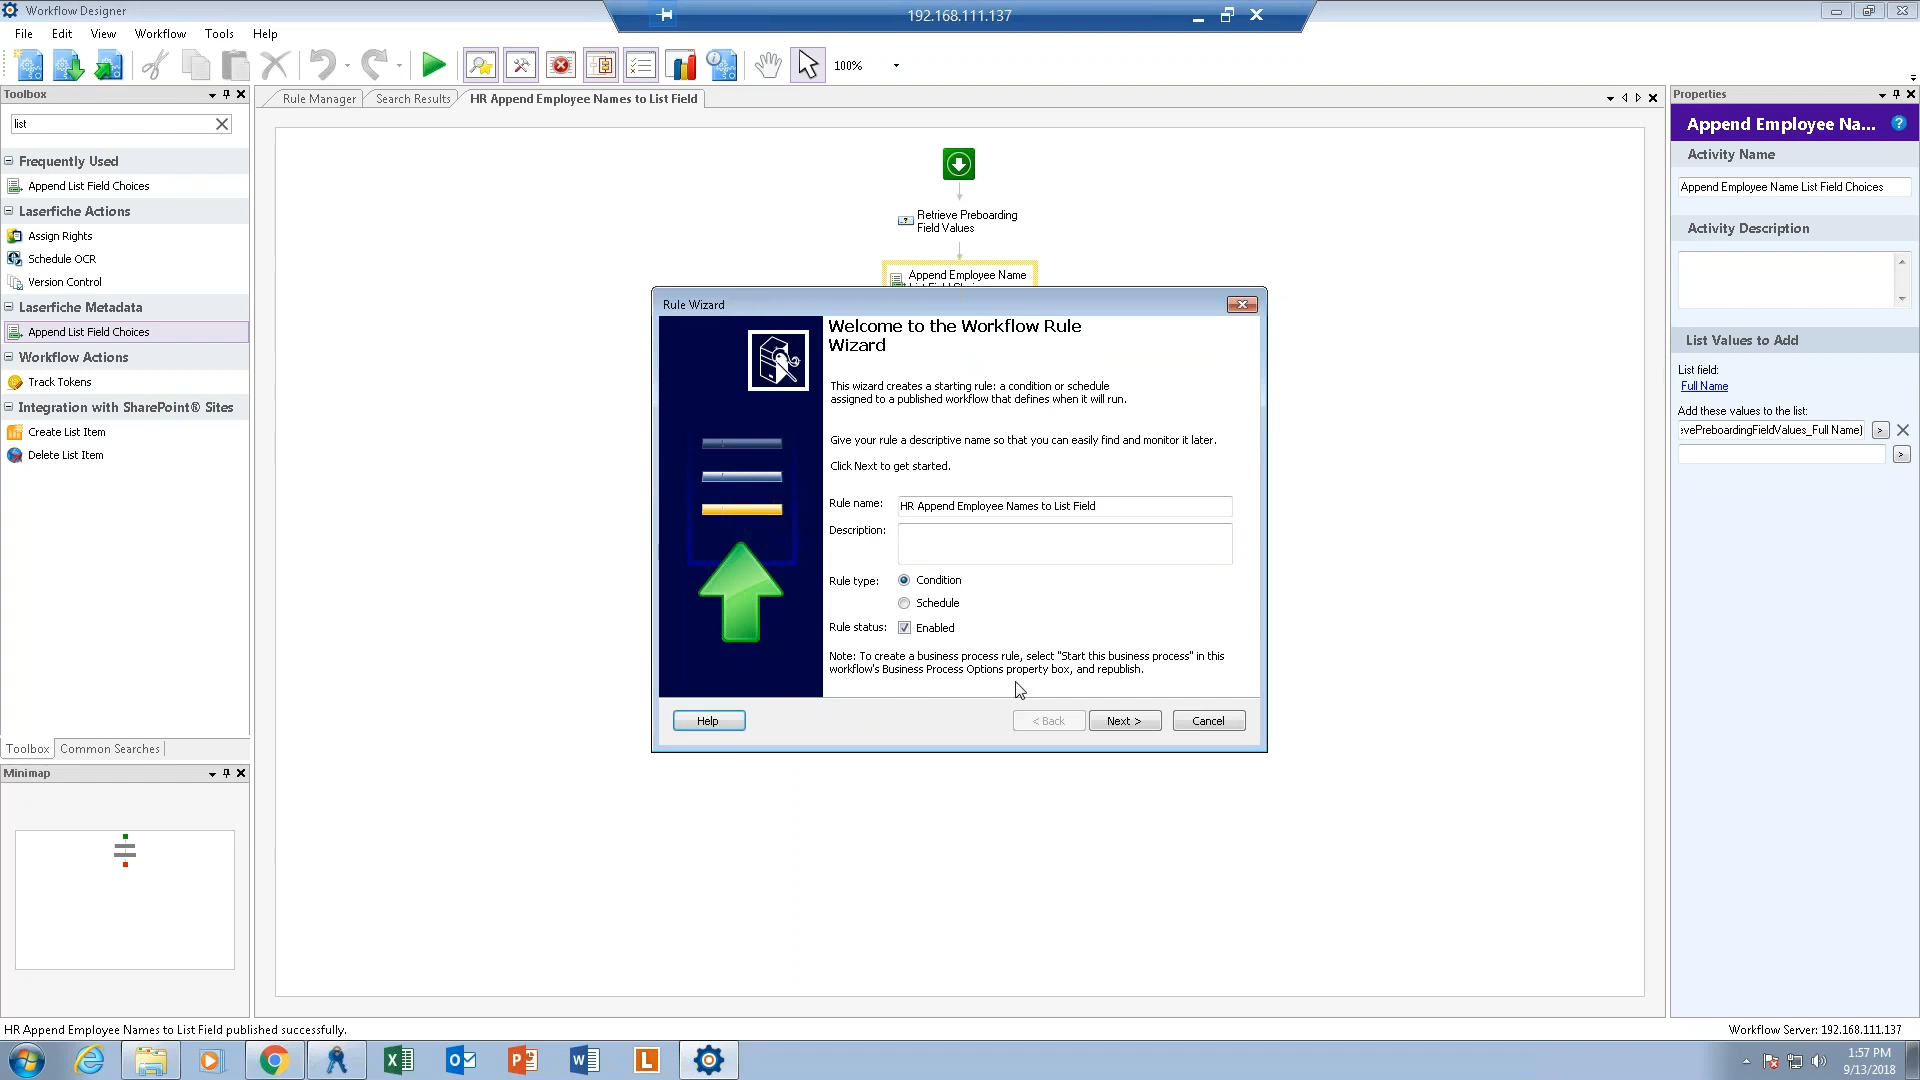 Workflow Designer
192.168.111.137
File Edit View Workflow Tools Help
100%
Toolbox
list
Frequently Used
Append List Field Choices
Laserfiche Actions
Assign Rights
Schedule OCR
Version Control
Laserfiche Metadata
Append List Field Choices
Workflow Actions
Track Tokens
Integration with SharePoint® Sites
Create List Item
Delete List Item
Toolbox Common Searches
Minimap
Rule Manager Search Results HR Append Employee Names to List Field
Retrieve Preboarding
Field Values
Append Employee Name
Rule Wizard
Welcome to the Workflow Rule
Wizard
This wizard creates a starting rule: a condition or schedule
assigned to a published workflow that defines when it will run.
Give your rule a descriptive name so that you can easily find and monitor it later.
Click Next to get started.
Rule name: HR Append Employee Names to List Field
Description:
Rule type: Condition
Schedule
Rule status: Enabled
Note: To create a business process rule, select "Start this business process" in this
workflow's Business Process Options property box, and republish.
Help < Back Next > Cancel
Properties
Append Employee Na... ?
Activity Name
Append Employee Name List Field Choices
Activity Description
List Values to Add
List field:
Full Name
Add these values to the list:
evePreboardingFieldValues_Full Name) >
>
HR Append Employee Names to List Field published successfully.
Workflow Server: 192.168.111.137
1:57 PM
9/13/2018